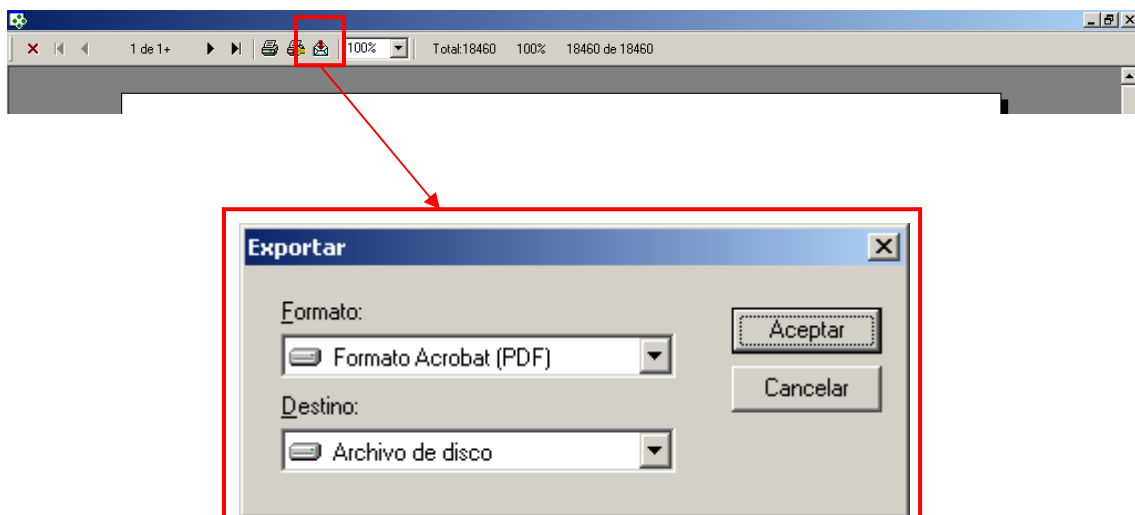 1 de 1+ 100% Total:18460 100% 18460 de 18460
Exportar
Formato:
Formato Acrobat (PDF)
Aceptar
Cancelar
Destino:
Archivo de disco